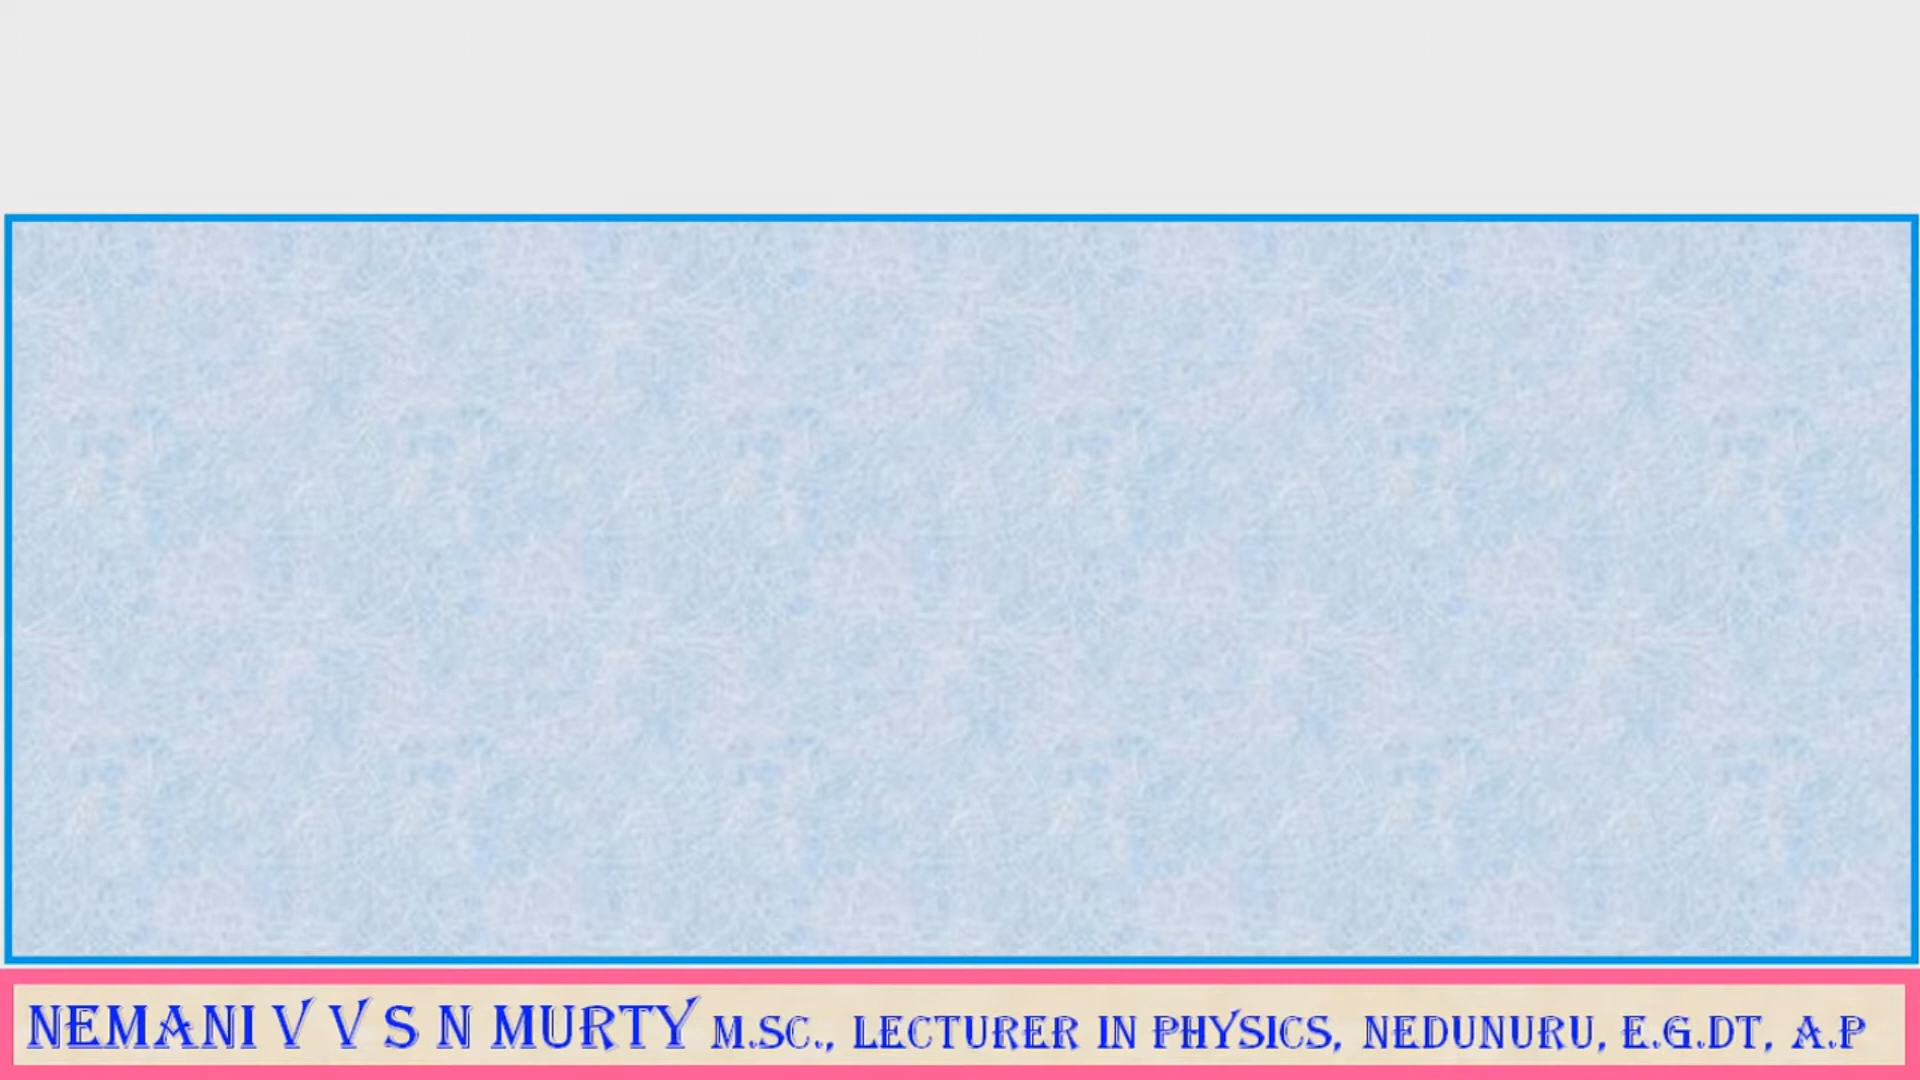 NEMANI V V S N MURTY M.SC., LECTURER IN PHYSICS, NEDUNURU, E.G.DT, A.P